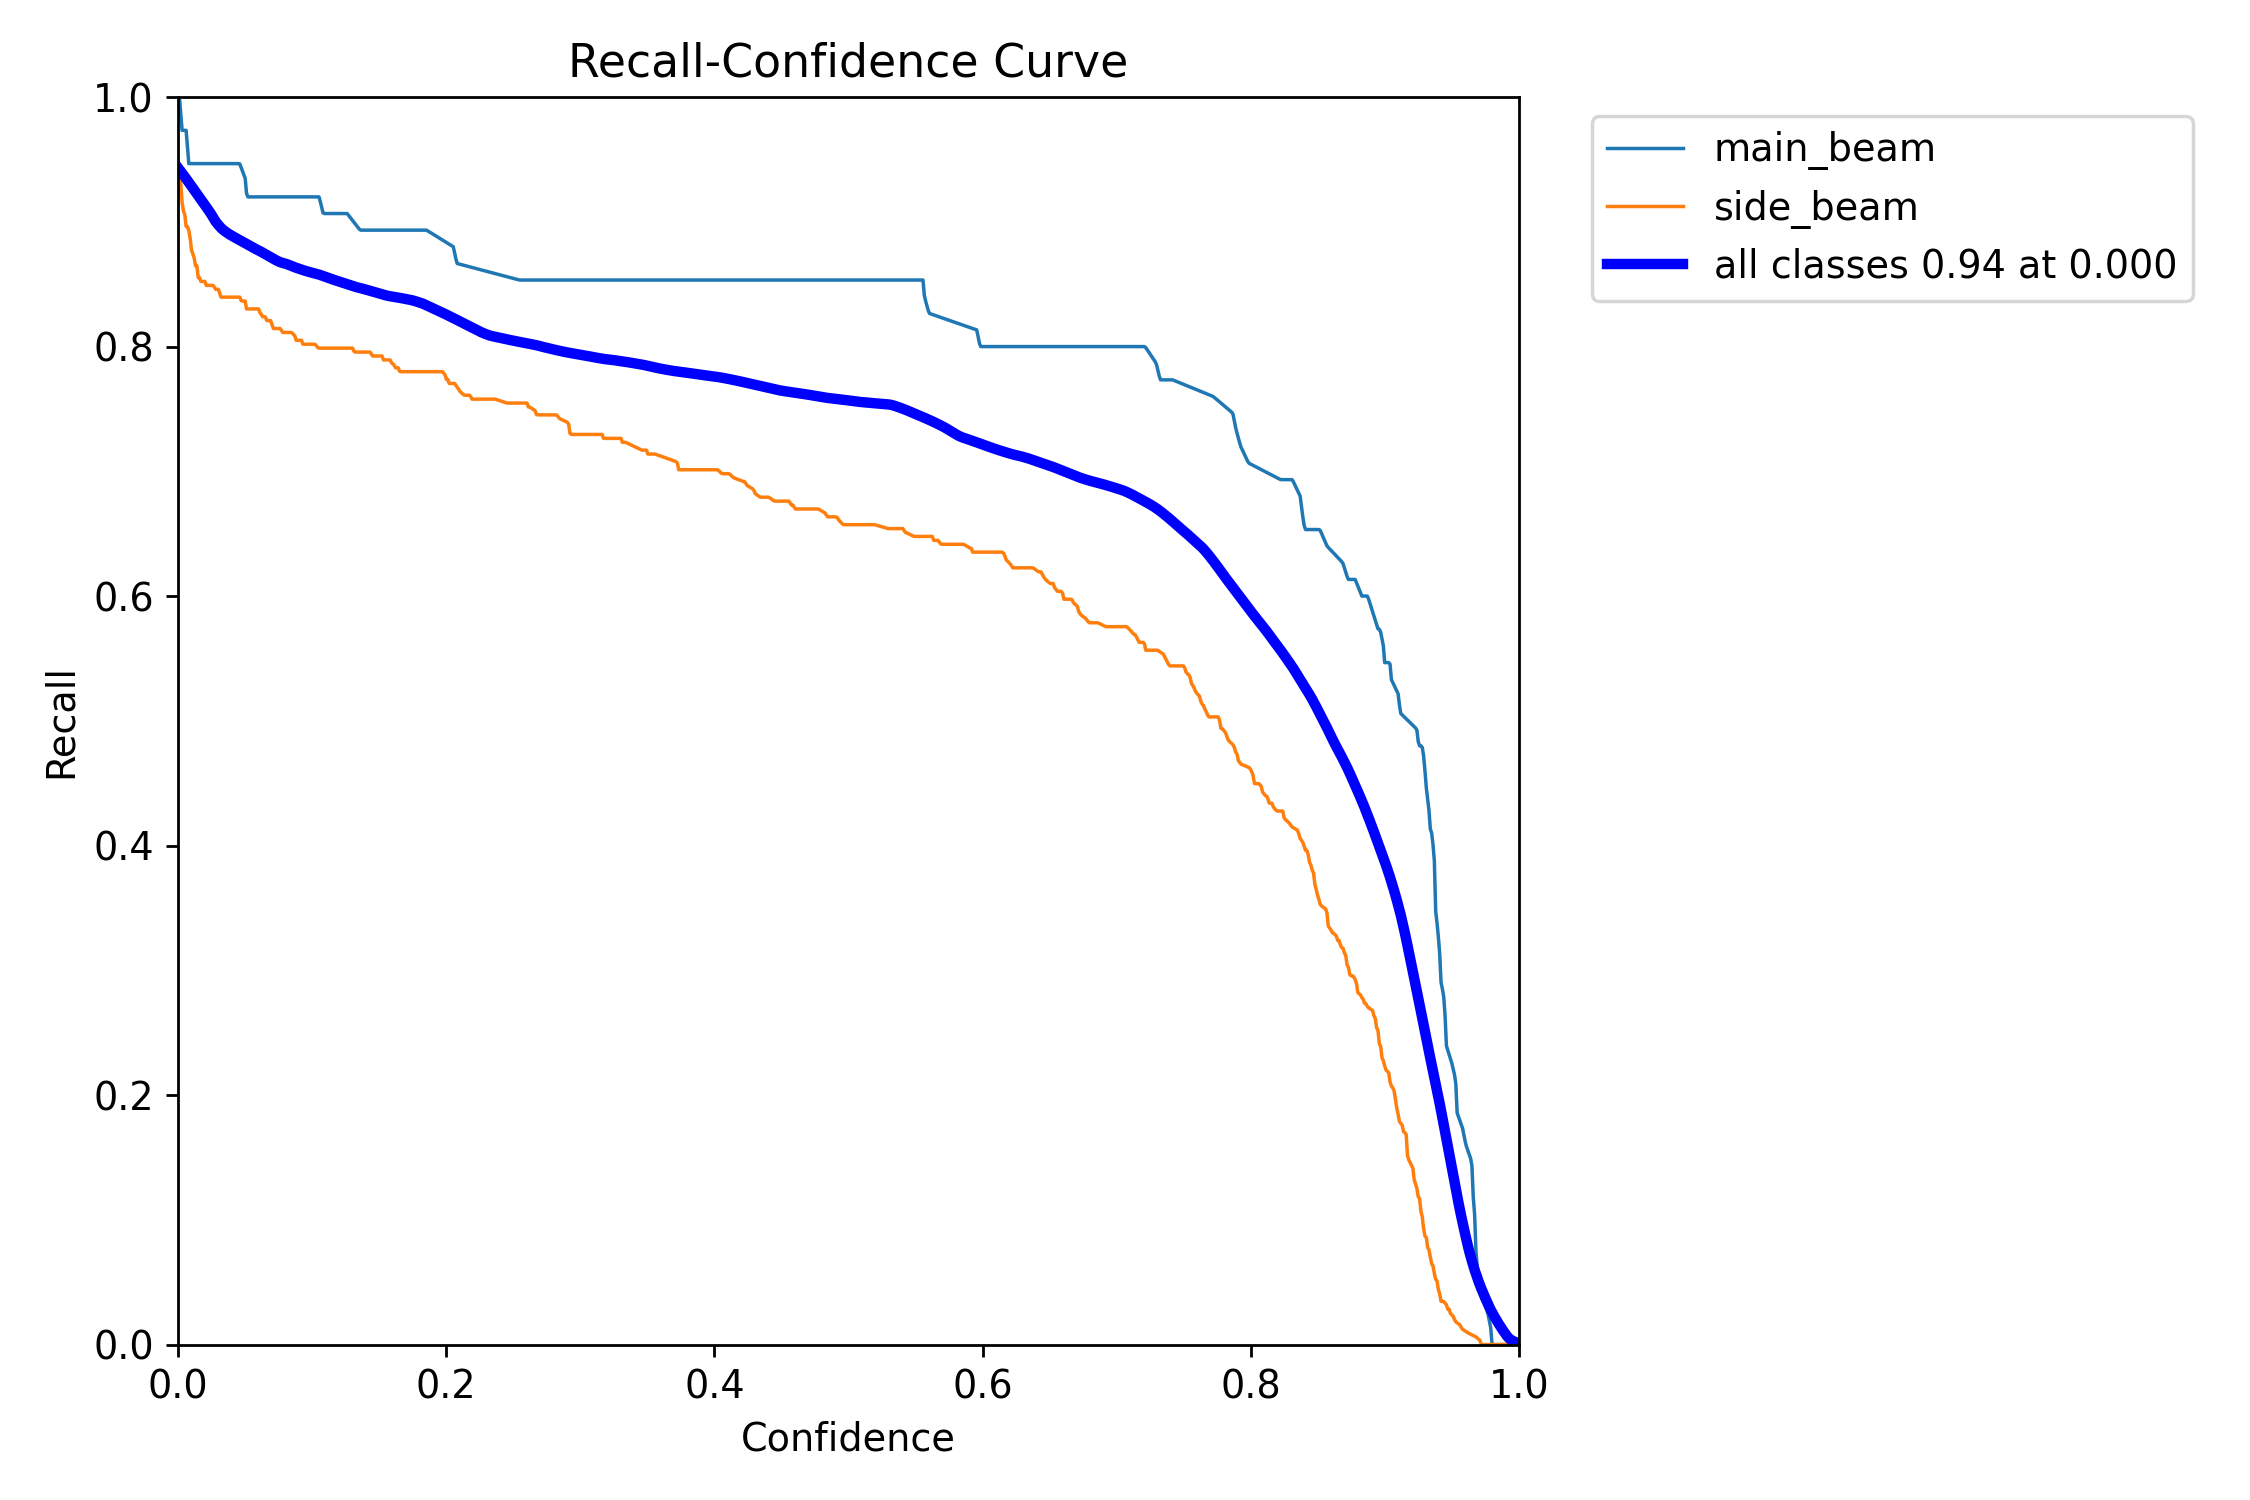 Recall-Confidence Curve
1.0
0.8
0.6
0.4
0.2
0.0
Recall
0.0 0.2 0.4 0.6 0.8 1.0
Confidence
main_beam
side_beam
all classes 0.94 at 0.000